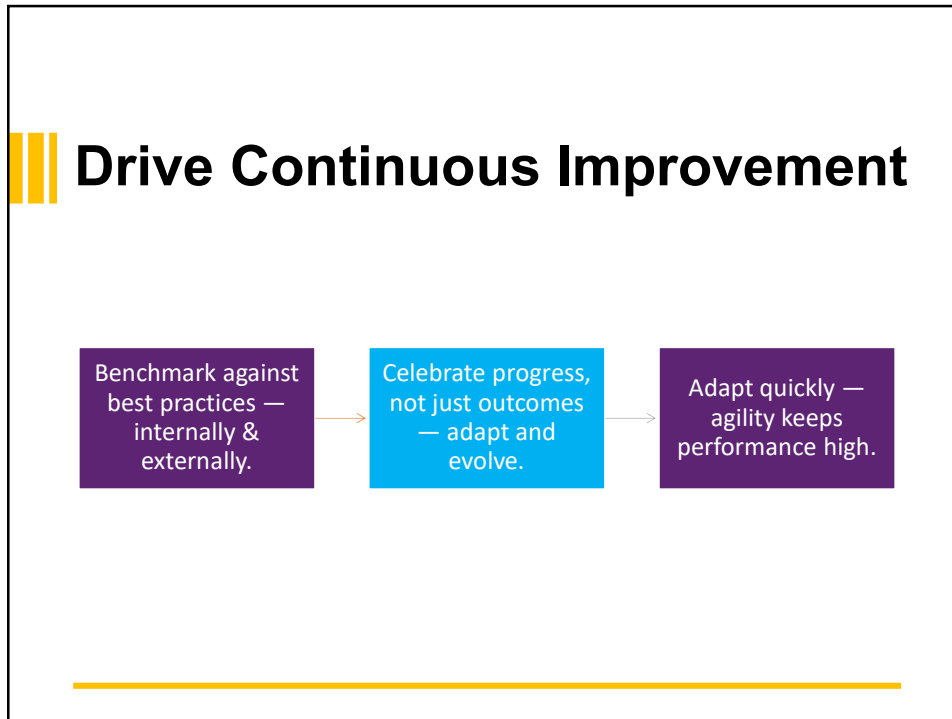 Drive Continuous Improvement
Benchmark against
best practices —
internally &
externally.
Celebrate progress,
not just outcomes
— adapt and
evolve.
Adapt quickly —
agility keeps
performance high.